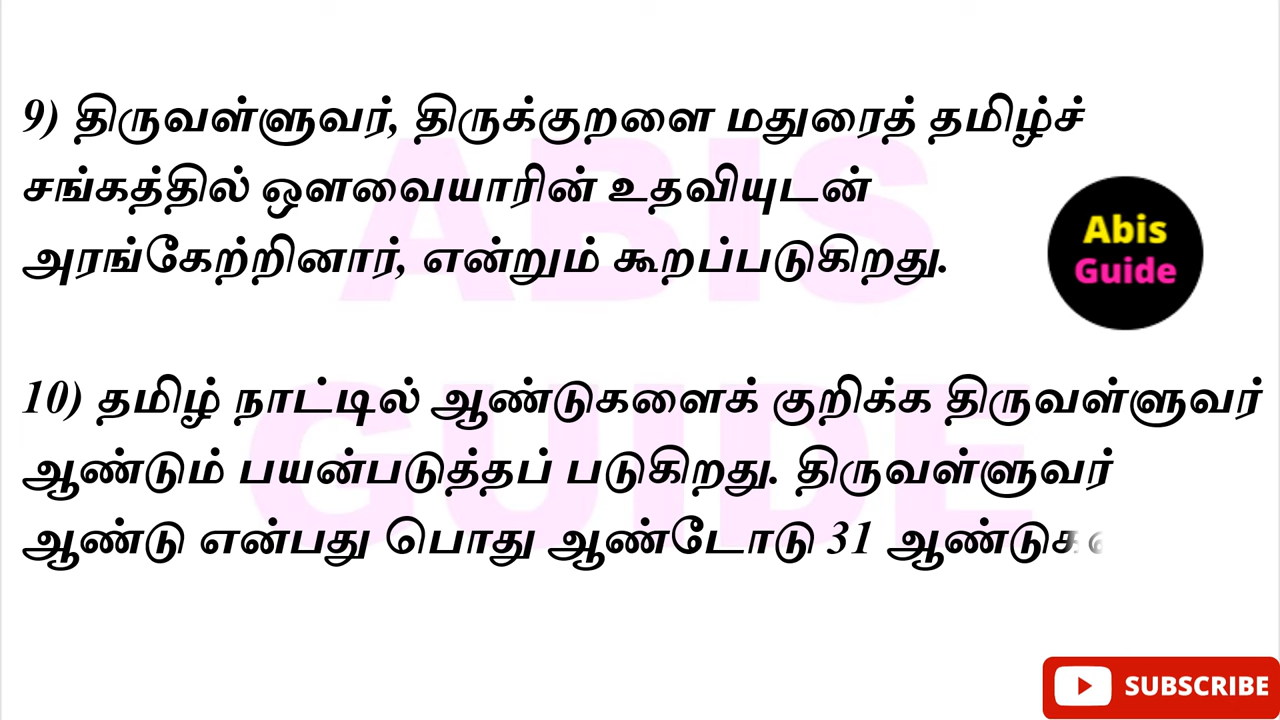 9) திருவள்ளுவர், திருக்குறளை மதுரைத் தமிழ்ச்
சங்கத்தில் ஔவையாரின் உதவியுடன்
அரங்கேற்றினார், என்றும் கூறப்படுகிறது.
Abis
Guide
ABIS
GUIDE
10) தமிழ் நாட்டில் ஆண்டுகளைக் குறிக்க திருவள்ளுவர்
ஆண்டும் பயன்படுத்தப் படுகிறது. திருவள்ளுவர்
ஆண்டு என்பது பொது ஆண்டோடு 31
SUBSCRIBE